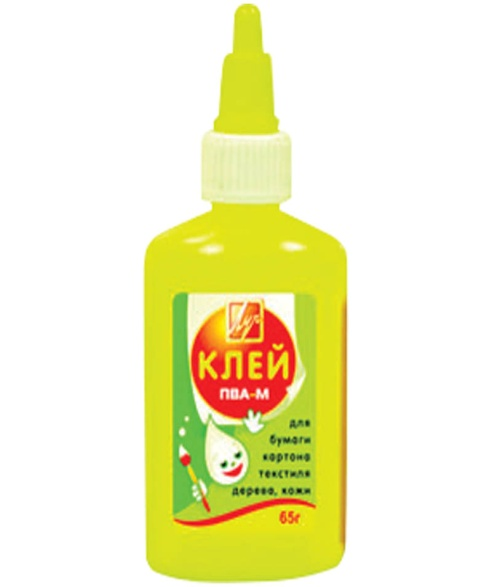 Луч
КЛЕЙ
ПВА-М
для
бумаги
картона
текстиля
дерева, кожи
65г